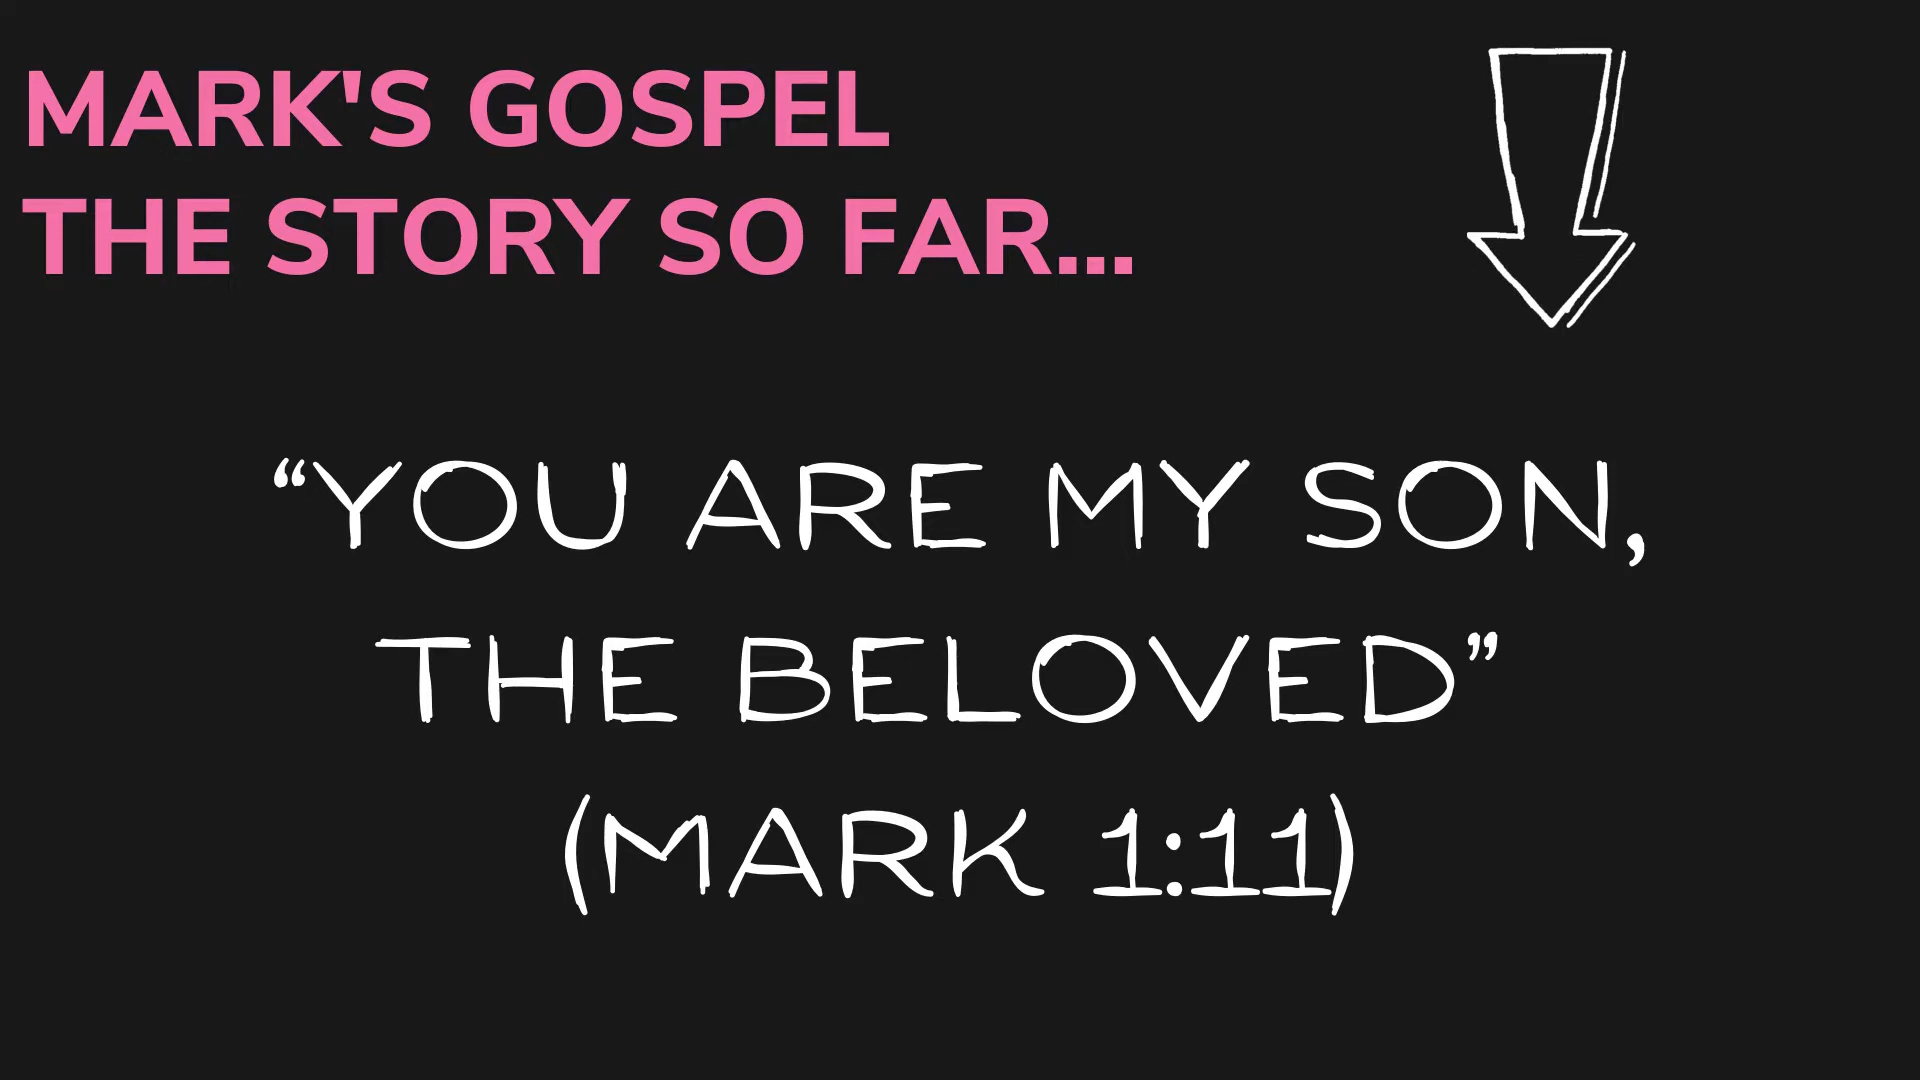 MARK'S GOSPEL
THE STORY SO FAR...
“YOU ARE MY SON,
THE BELOVED”
(MARK 1:11)